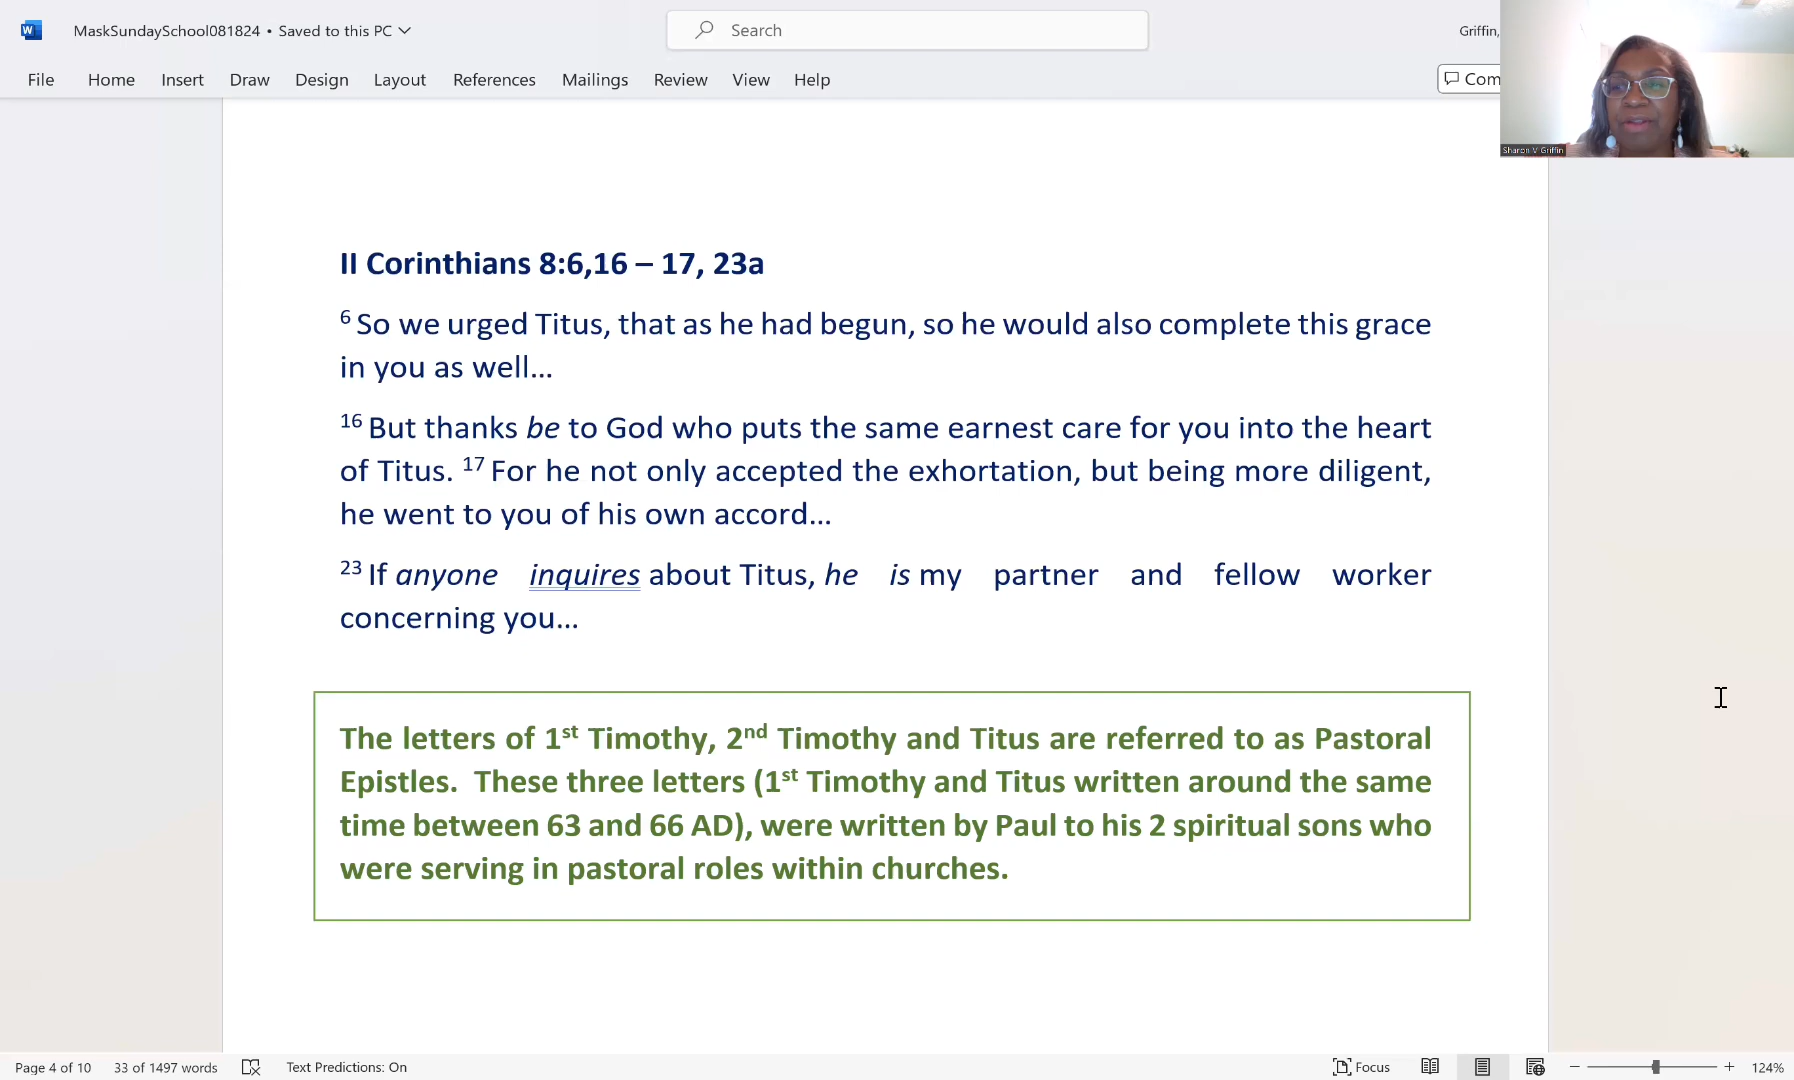 MaskSundaySchool081824 • Saved to this PC
Search
Griffin,
File Home Insert Draw Design Layout References Mailings Review View Help
Com
Sharon V Griffin
II Corinthians 8:6,16 – 17, 23a
6 So we urged Titus, that as he had begun, so he would also complete this grace
in you as well…
16 But thanks be to God who puts the same earnest care for you into the heart
of Titus. 17 For he not only accepted the exhortation, but being more diligent,
he went to you of his own accord…
23 If anyone inquires about Titus, he is my partner and fellow worker
concerning you…
The letters of 1st Timothy, 2nd Timothy and Titus are referred to as Pastoral
Epistles. These three letters (1st Timothy and Titus written around the same
time between 63 and 66 AD), were written by Paul to his 2 spiritual sons who
were serving in pastoral roles within churches.
Page 4 of 10 33 of 1497 words Text Predictions: On Focus 124%